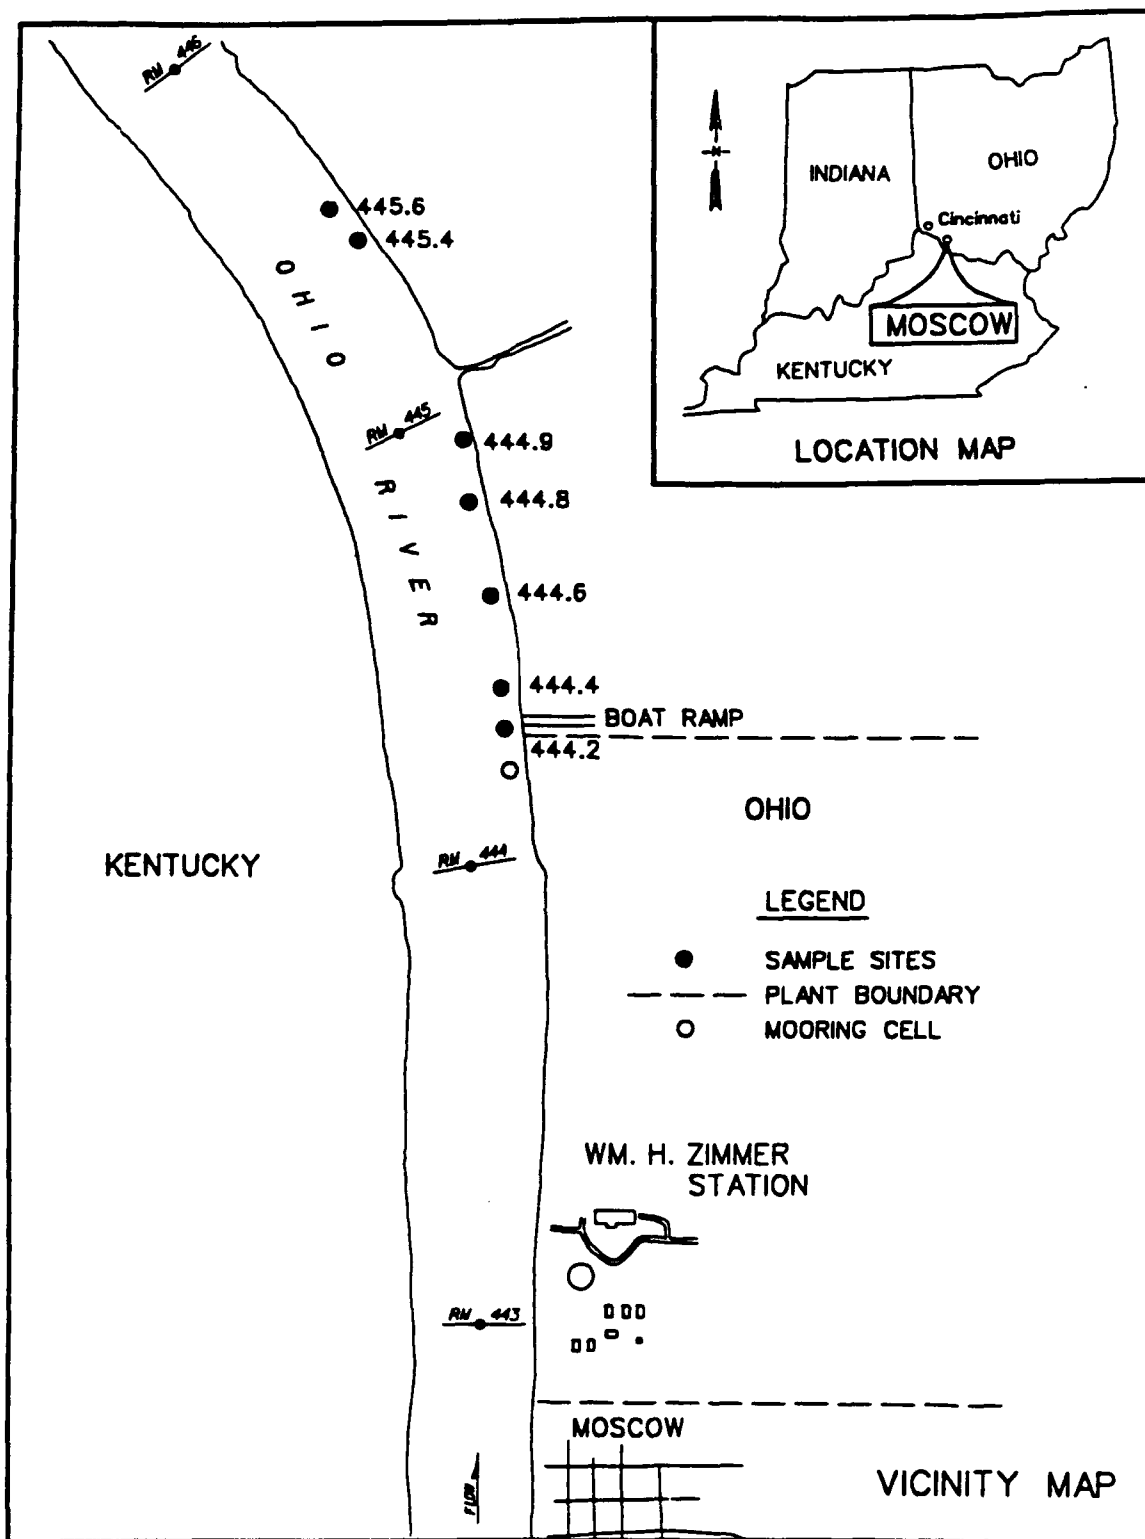 RM 446
445.6
445.4
OHIO RIVER
RM 445
444.9
444.8
444.6
444.4
BOAT RAMP
444.2
OHIO
KENTUCKY
RM 444
LEGEND
SAMPLE SITES
PLANT BOUNDARY
MOORING CELL
WM. H. ZIMMER
STATION
RM 443
MOSCOW
FLOW
VICINITY MAP
N
INDIANA
OHIO
Cincinnati
MOSCOW
KENTUCKY
LOCATION MAP